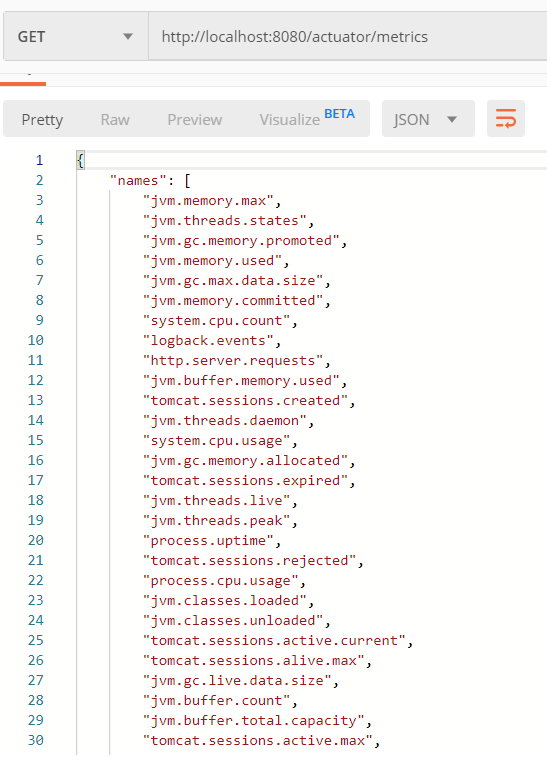 GET http://localhost:8080/actuator/metrics
Pretty Raw Preview Visualize BETA JSON
1 {
2 "names": [
3 "jvm.memory.max",
4 "jvm.threads.states",
5 "jvm.gc.memory.promoted",
6 "jvm.memory.used",
7 "jvm.gc.max.data.size",
8 "jvm.memory.committed",
9 "system.cpu.count",
10 "logback.events",
11 "http.server.requests",
12 "jvm.buffer.memory.used",
13 "tomcat.sessions.created",
14 "jvm.threads.daemon",
15 "system.cpu.usage",
16 "jvm.gc.memory.allocated",
17 "tomcat.sessions.expired",
18 "jvm.threads.live",
19 "jvm.threads.peak",
20 "process.uptime",
21 "tomcat.sessions.rejected",
22 "process.cpu.usage",
23 "jvm.classes.loaded",
24 "jvm.classes.unloaded",
25 "tomcat.sessions.active.current",
26 "tomcat.sessions.alive.max",
27 "jvm.gc.live.data.size",
28 "jvm.buffer.count",
29 "jvm.buffer.total.capacity",
30 "tomcat.sessions.active.max",